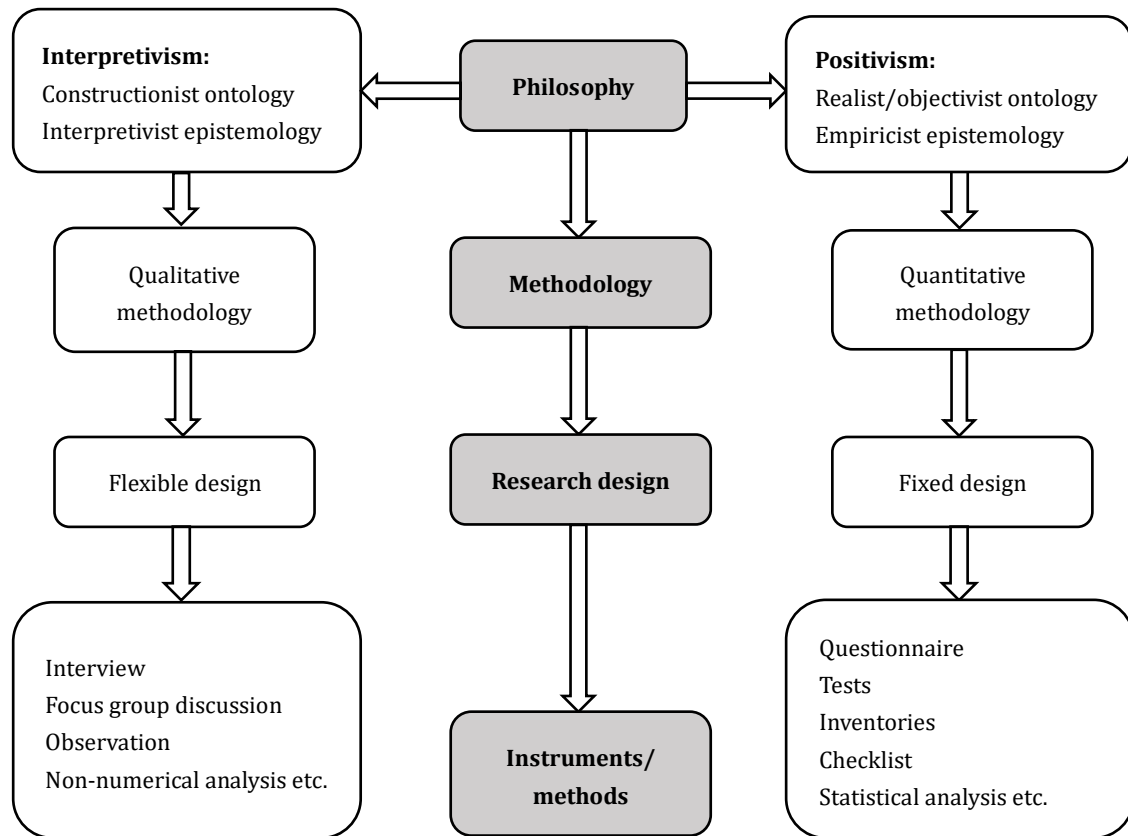 Interpretivism:
Constructionist ontology
Interpretivist epistemology
Philosophy
Positivism:
Realist/objectivist ontology
Empiricist epistemology
Qualitative
methodology
Methodology
Quantitative
methodology
Flexible design
Research design
Fixed design
Interview
Focus group discussion
Observation
Non-numerical analysis etc.
Instruments/
methods
Questionnaire
Tests
Inventories
Checklist
Statistical analysis etc.